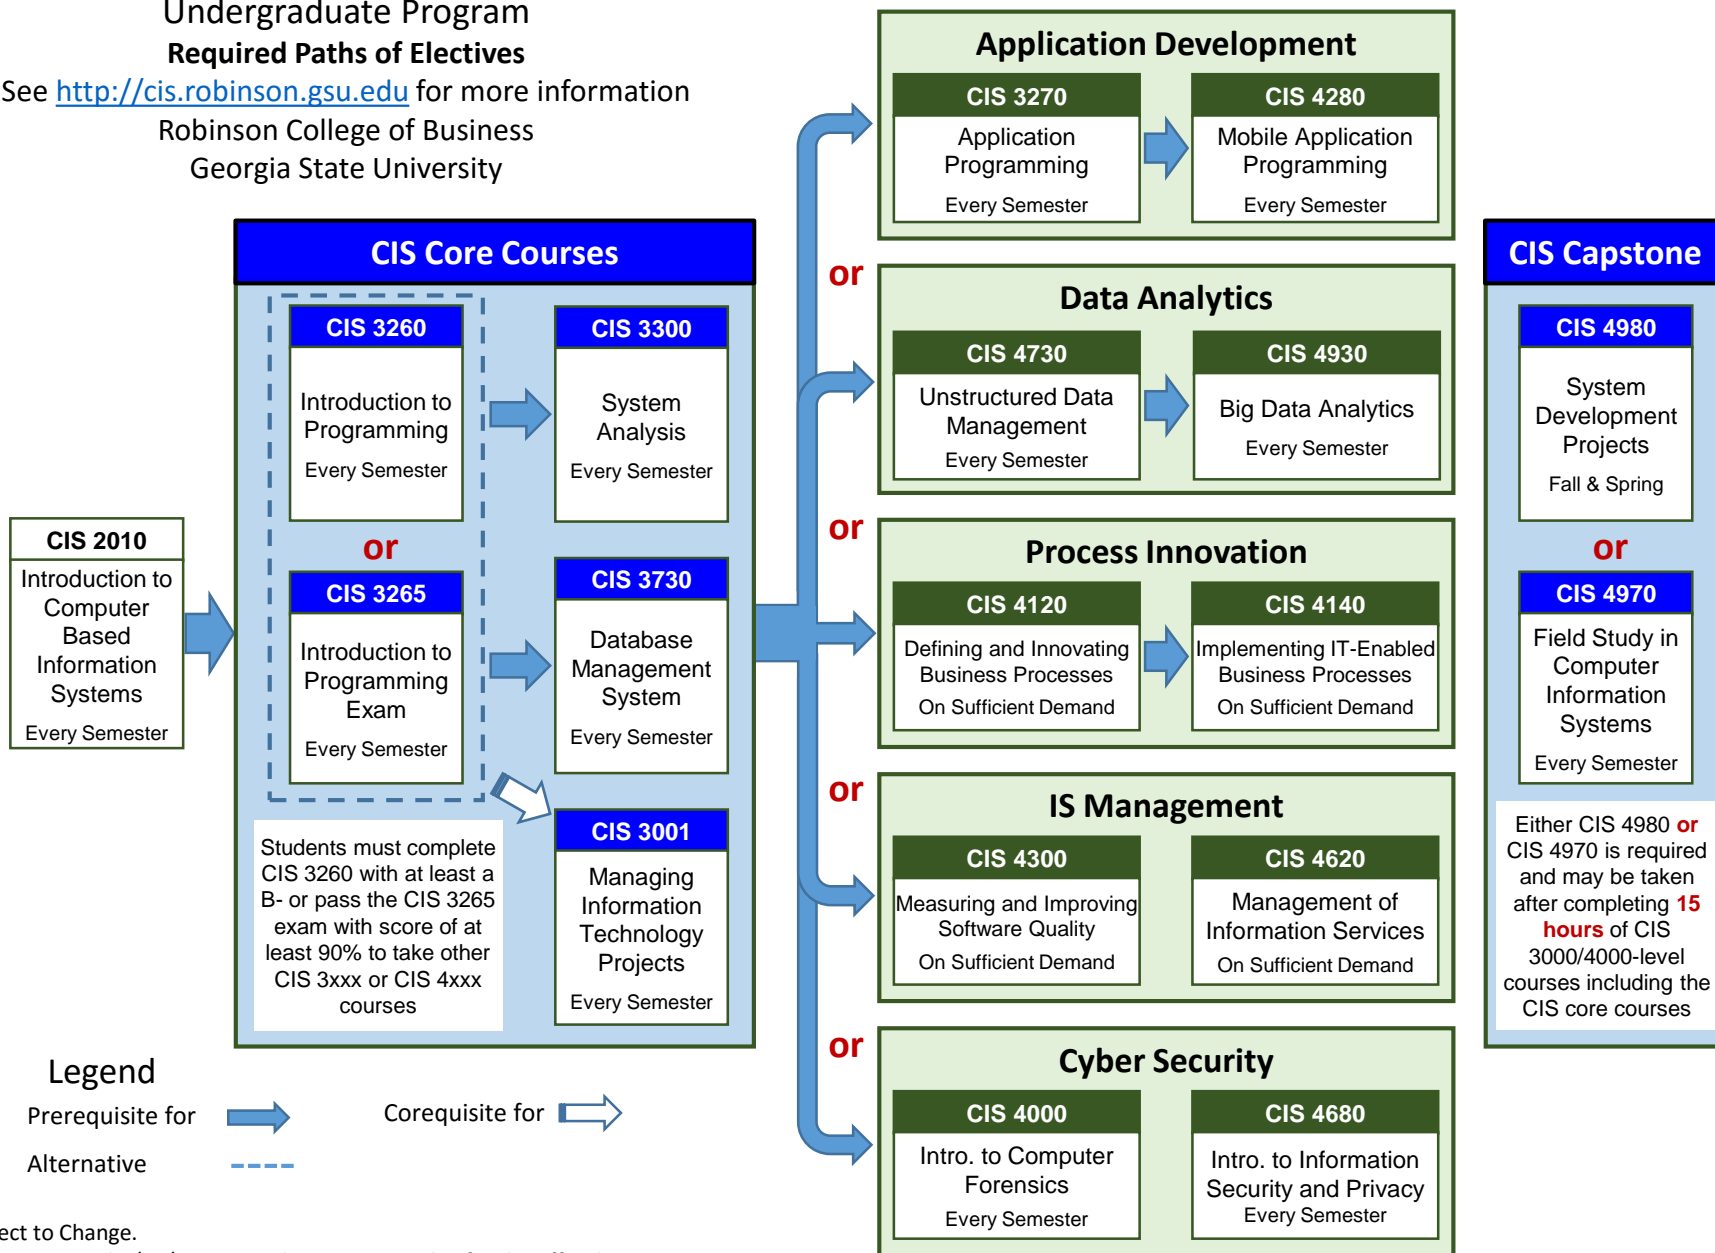 Undergraduate Program
Required Paths of Electives
See http://cis.robinson.gsu.edu for more information
Robinson College of Business
Georgia State University
CIS 2010
Introduction to
Computer
Based
Information
Systems
Every Semester
CIS Core Courses
CIS 3260
Introduction to
Programming
Every Semester
or
CIS 3265
Introduction to
Programming
Exam
Every Semester
Students must complete
CIS 3260 with at least a
B- or pass the CIS 3265
exam with score of at
least 90% to take other
CIS 3xxx or CIS 4xxx
courses
CIS 3300
System
Analysis
Every Semester
CIS 3730
Database
Management
System
Every Semester
CIS 3001
Managing
Information
Technology
Projects
Every Semester
Application Development
CIS 3270
Application
Programming
Every Semester
CIS 4280
Mobile Application
Programming
Every Semester
or
Data Analytics
CIS 4730
Unstructured Data
Management
Every Semester
CIS 4930
Big Data Analytics
Every Semester
or
Process Innovation
CIS 4120
Defining and Innovating
Business Processes
On Sufficient Demand
CIS 4140
Implementing IT-Enabled
Business Processes
On Sufficient Demand
or
IS Management
CIS 4300
Measuring and Improving
Software Quality
On Sufficient Demand
CIS 4620
Management of
Information Services
On Sufficient Demand
or
Cyber Security
CIS 4000
Intro. to Computer
Forensics
Every Semester
CIS 4680
Intro. to Information
Security and Privacy
Every Semester
CIS Capstone
CIS 4980
System
Development
Projects
Fall & Spring
or
CIS 4970
Field Study in
Computer
Information
Systems
Every Semester
Either CIS 4980 or
CIS 4970 is required
and may be taken
after completing 15
hours of CIS
3000/4000-level
courses including the
CIS core courses
Legend
Prerequisite for
Corequisite for
Alternative
ect to Change.